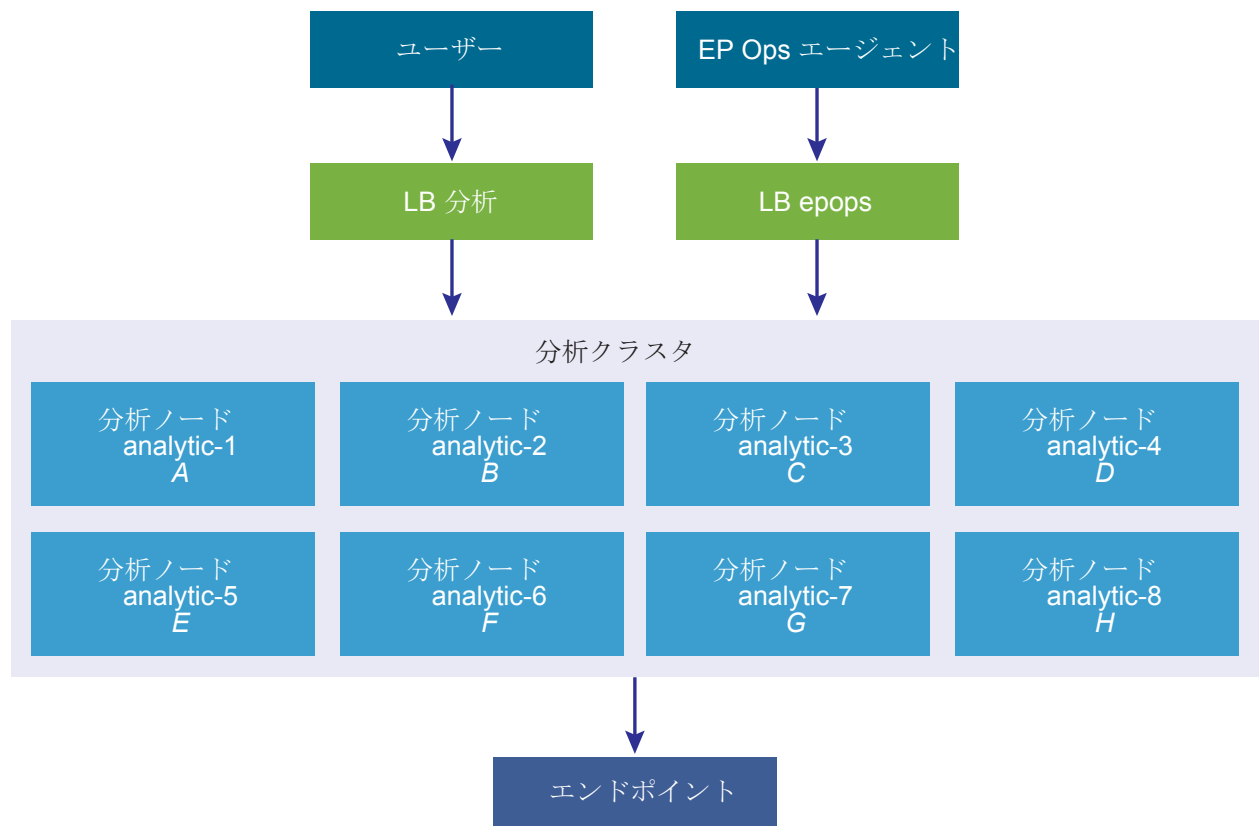 ユーザー
EP Ops エージェント
LB 分析
LB epops
分析クラスタ
分析ノード
analytic-1
A
分析ノード
analytic-2
B
分析ノード
analytic-3
C
分析ノード
analytic-4
D
分析ノード
analytic-5
E
分析ノード
analytic-6
F
分析ノード
analytic-7
G
分析ノード
analytic-8
H
エンドポイント